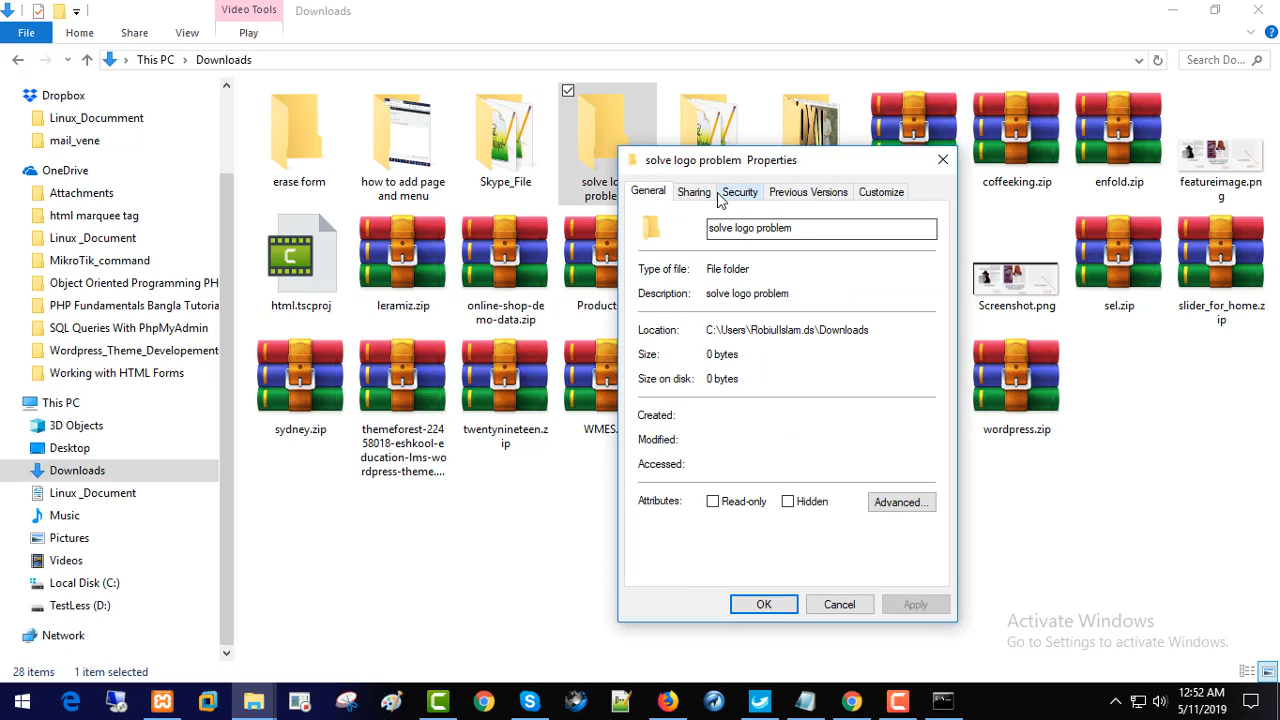 Video Tools
Downloads
File
Home
Share
View
Play
This PC
Downloads
Search Do...
Dropbox
Linux_Documment
mail_vene
OneDrive
Attachments
html marquee tag
Linux _Document
MikroTik_command
Object Oriented Programming PH
PHP Fundamentals Bangla Tutoria
SQL Queries With PhpMyAdmin
Wordpress_Theme_Developement
Working with HTML Forms
This PC
3D Objects
Desktop
Downloads
Linux _Document
Music
Pictures
Videos
Local Disk (C:)
TestLess (D:)
Network
erase form
how to add page
and menu
Skype_File
solve lo
proble
coffeeking.zip
enfold.zip
featureimage.pn
g
html.tscproj
leramiz.zip
online-shop-de
mo-data.zip
Product
Screenshot.png
sel.zip
slider_for_home.z
ip
sydney.zip
themeforest-224
58018-eshkool-e
ducation-lms-wo
rdpress-theme....
twentynineteen.z
ip
WMES.
wordpress.zip
solve logo problem Properties
General
Sharing
Security
Previous Versions
Customize
solve logo problem
Type of file:
File folder
Description:
solve logo problem
Location:
C:\Users\RobiulIslam.ds\Downloads
Size:
0 bytes
Size on disk:
0 bytes
Created:
Modified:
Accessed:
Attributes:
Read-only
Hidden
Advanced...
OK
Cancel
Apply
Activate Windows
Go to Settings to activate Windows.
28 items
1 item selected
12:52 AM
5/11/2019